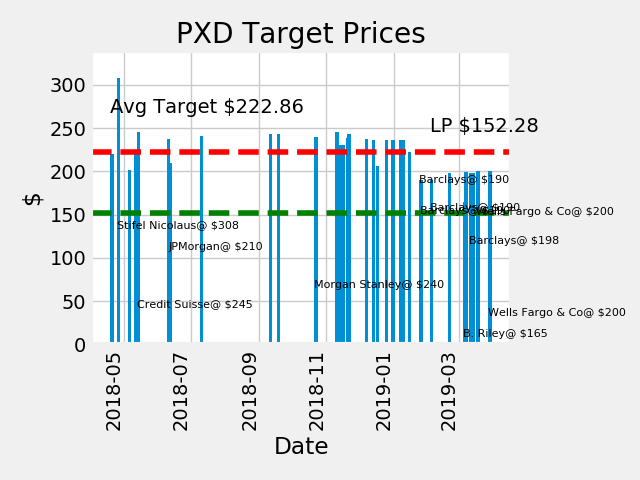 PXD Target Prices
300
250
200
150
100
50
0
$
Avg Target $222.86
LP $152.28
Barclays@ $190
Barclays@ $190
Wells Fargo & Co@ $200
Stifel Nicolaus@ $308
JPMorgan@ $210
Barclays@ $198
Morgan Stanley@ $240
Credit Suisse@ $245
Wells Fargo & Co@ $200
B. Riley@ $165
2018-05
2018-07
2018-09
2018-11
2019-01
2019-03
Date